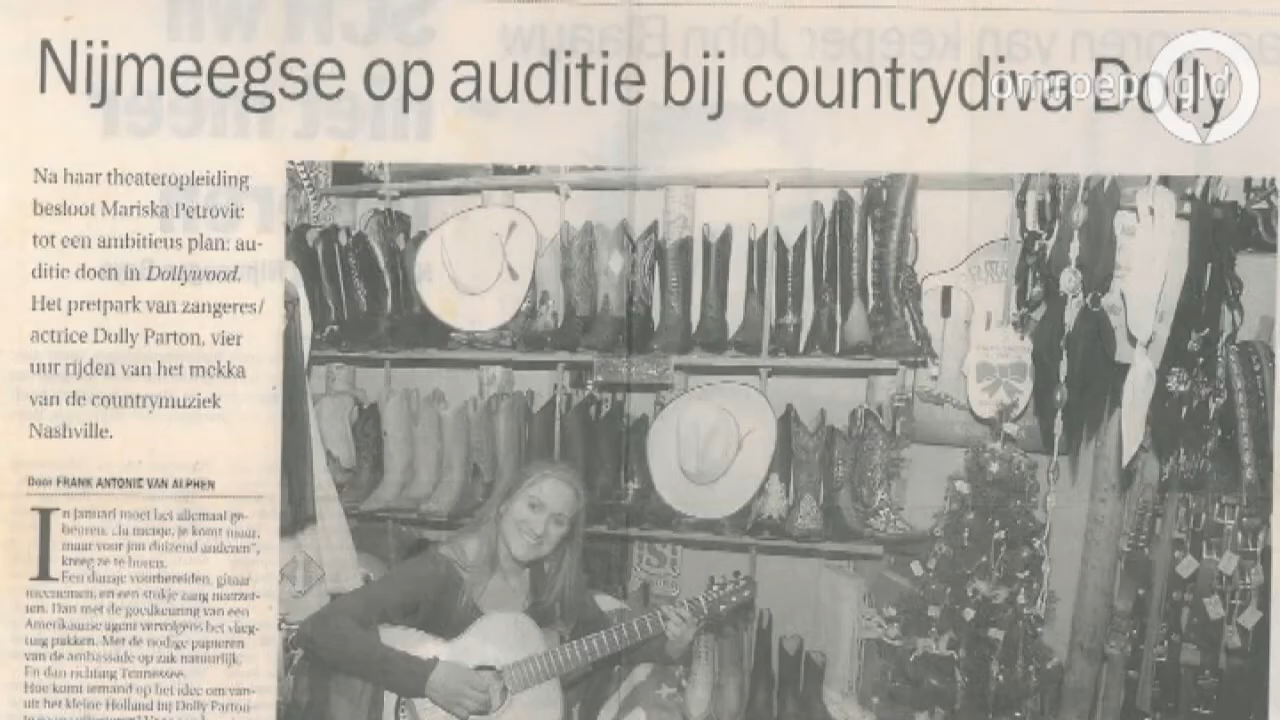 Nijmeegse op auditie bij countrydiva Dolly
omroep gld
Na haar theateropleiding
besloot Mariska Petrovic
tot een ambitieus plan: au-
ditie doen in Dollywood.
Het pretpark van zangeres/
actrice Dolly Parton, vier
uur rijden van het mekka
van de countrymuziek
Nashville.
Door FRANK ANTONIE VAN ALPHEN
In januari moet het allemaal ge-
beuren. „Ja meisje, je komt maar,
maar voor jou duizend anderen",
kreeg ze te horen.
Een dansje voorbereiden, gitaar
meenemen, en een stukje zang neerzet-
ten. Dan met de goedkeuring van een
Amerikaanse agent vervolgens het vlieg-
tuig pakken. Met de nodige papieren
van de ambassade op zak natuurlijk.
En dan richting Tennessee.
Hoe komt iemand op het idee om van-
uit het kleine Holland bij Dolly Parton